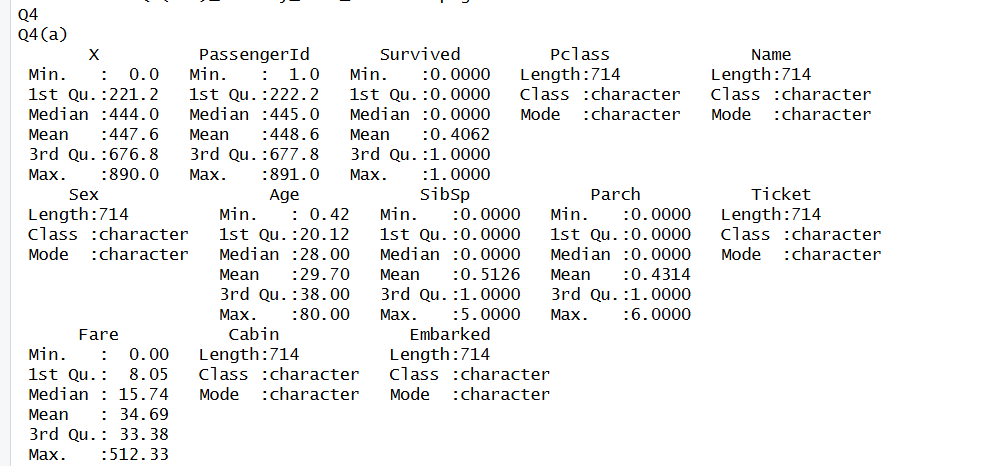 Q4
Q4(a)
       X          PassengerId       Survived         Pclass              Name
 Min.   :  0.0   Min.   :  1.0   Min.   :0.0000   Length:714         Length:714
 1st Qu.:221.2   1st Qu.:222.2   1st Qu.:0.0000   Class :character   Class :character
 Median :444.0   Median :445.0   Median :0.0000   Mode  :character   Mode  :character
 Mean   :447.6   Mean   :448.6   Mean   :0.4062
 3rd Qu.:676.8   3rd Qu.:677.8   3rd Qu.:1.0000
 Max.   :890.0   Max.   :891.0   Max.   :1.0000
     Sex                 Age            SibSp            Parch           Ticket
 Length:714         Min.   : 0.42   Min.   :0.0000   Min.   :0.0000   Length:714
 Class :character   1st Qu.:20.12   1st Qu.:0.0000   1st Qu.:0.0000   Class :character
 Mode  :character   Median :28.00   Median :0.0000   Median :0.0000   Mode  :character
                    Mean   :29.70   Mean   :0.5126   Mean   :0.4314
                    3rd Qu.:38.00   3rd Qu.:1.0000   3rd Qu.:1.0000
                    Max.   :80.00   Max.   :5.0000   Max.   :6.0000
      Fare           Cabin             Embarked
 Min.   :  0.00   Length:714         Length:714
 1st Qu.:  8.05   Class :character   Class :character
 Median : 15.74   Mode  :character   Mode  :character
 Mean   : 34.69
 3rd Qu.: 33.38
 Max.   :512.33